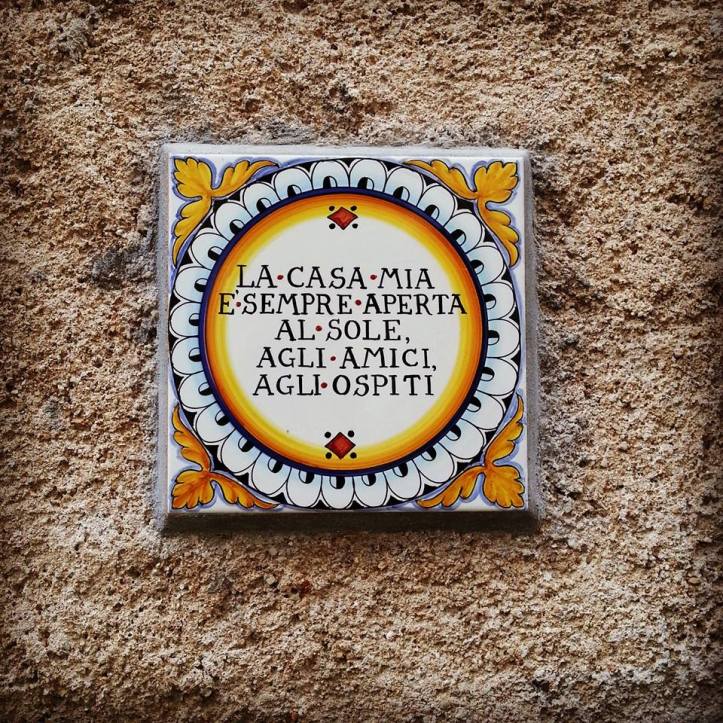 LA·CASA·MIA
E'·SEMPRE·APERTA
AL·SOLE,
AGLI·AMICI,
AGLI·OSPITI